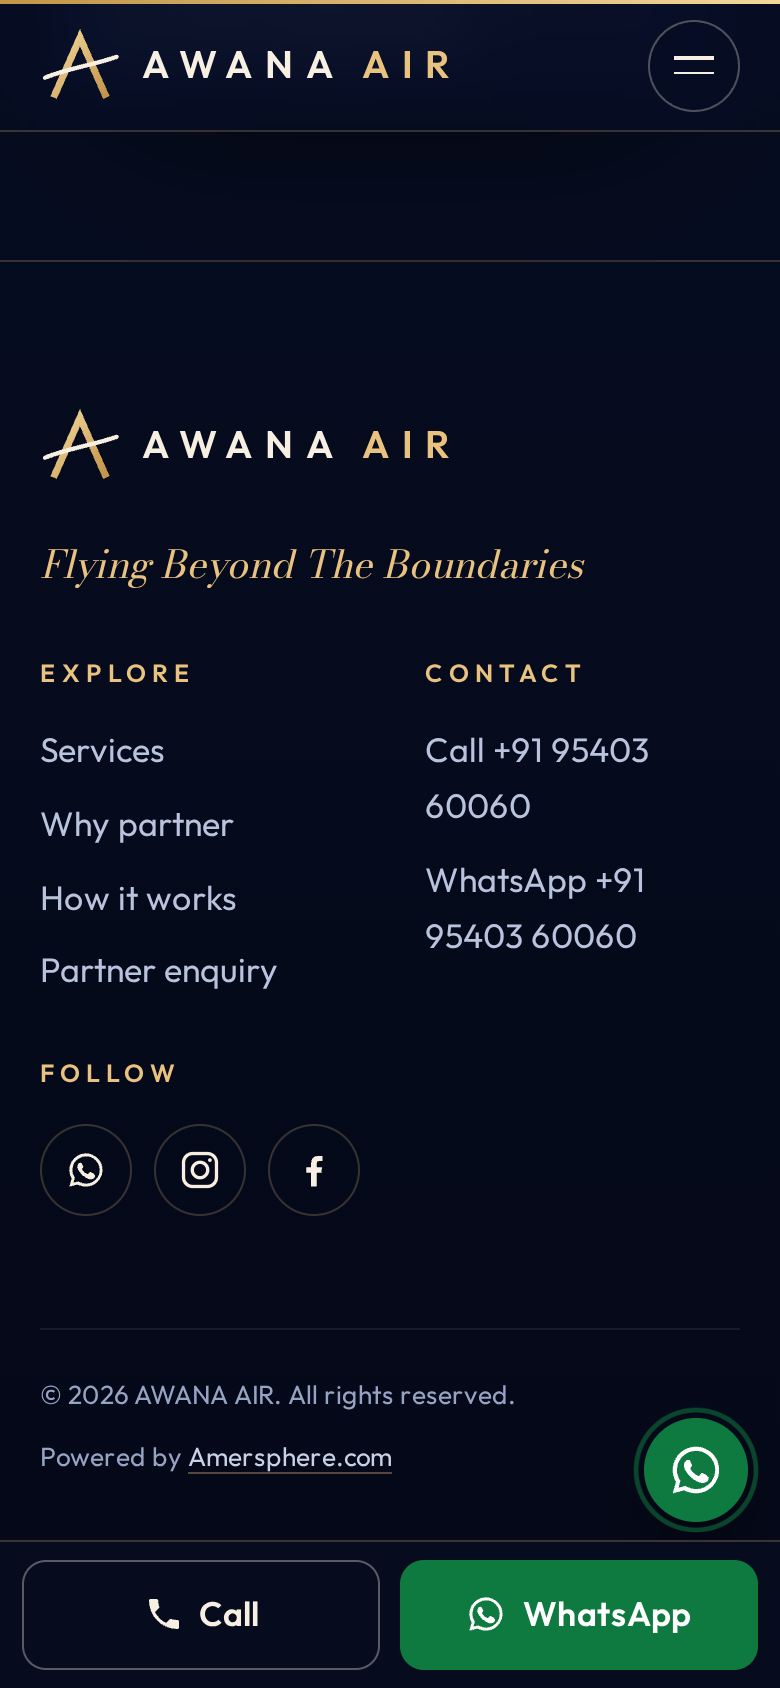 AWANA AIR
AWANA AIR
Flying Beyond The Boundaries
EXPLORE
Services
Why partner
How it works
Partner enquiry
CONTACT
Call +91 95403
60060
WhatsApp +91
95403 60060
FOLLOW
© 2026 AWANA AIR. All rights reserved.
Powered by Amersphere.com
Call
WhatsApp